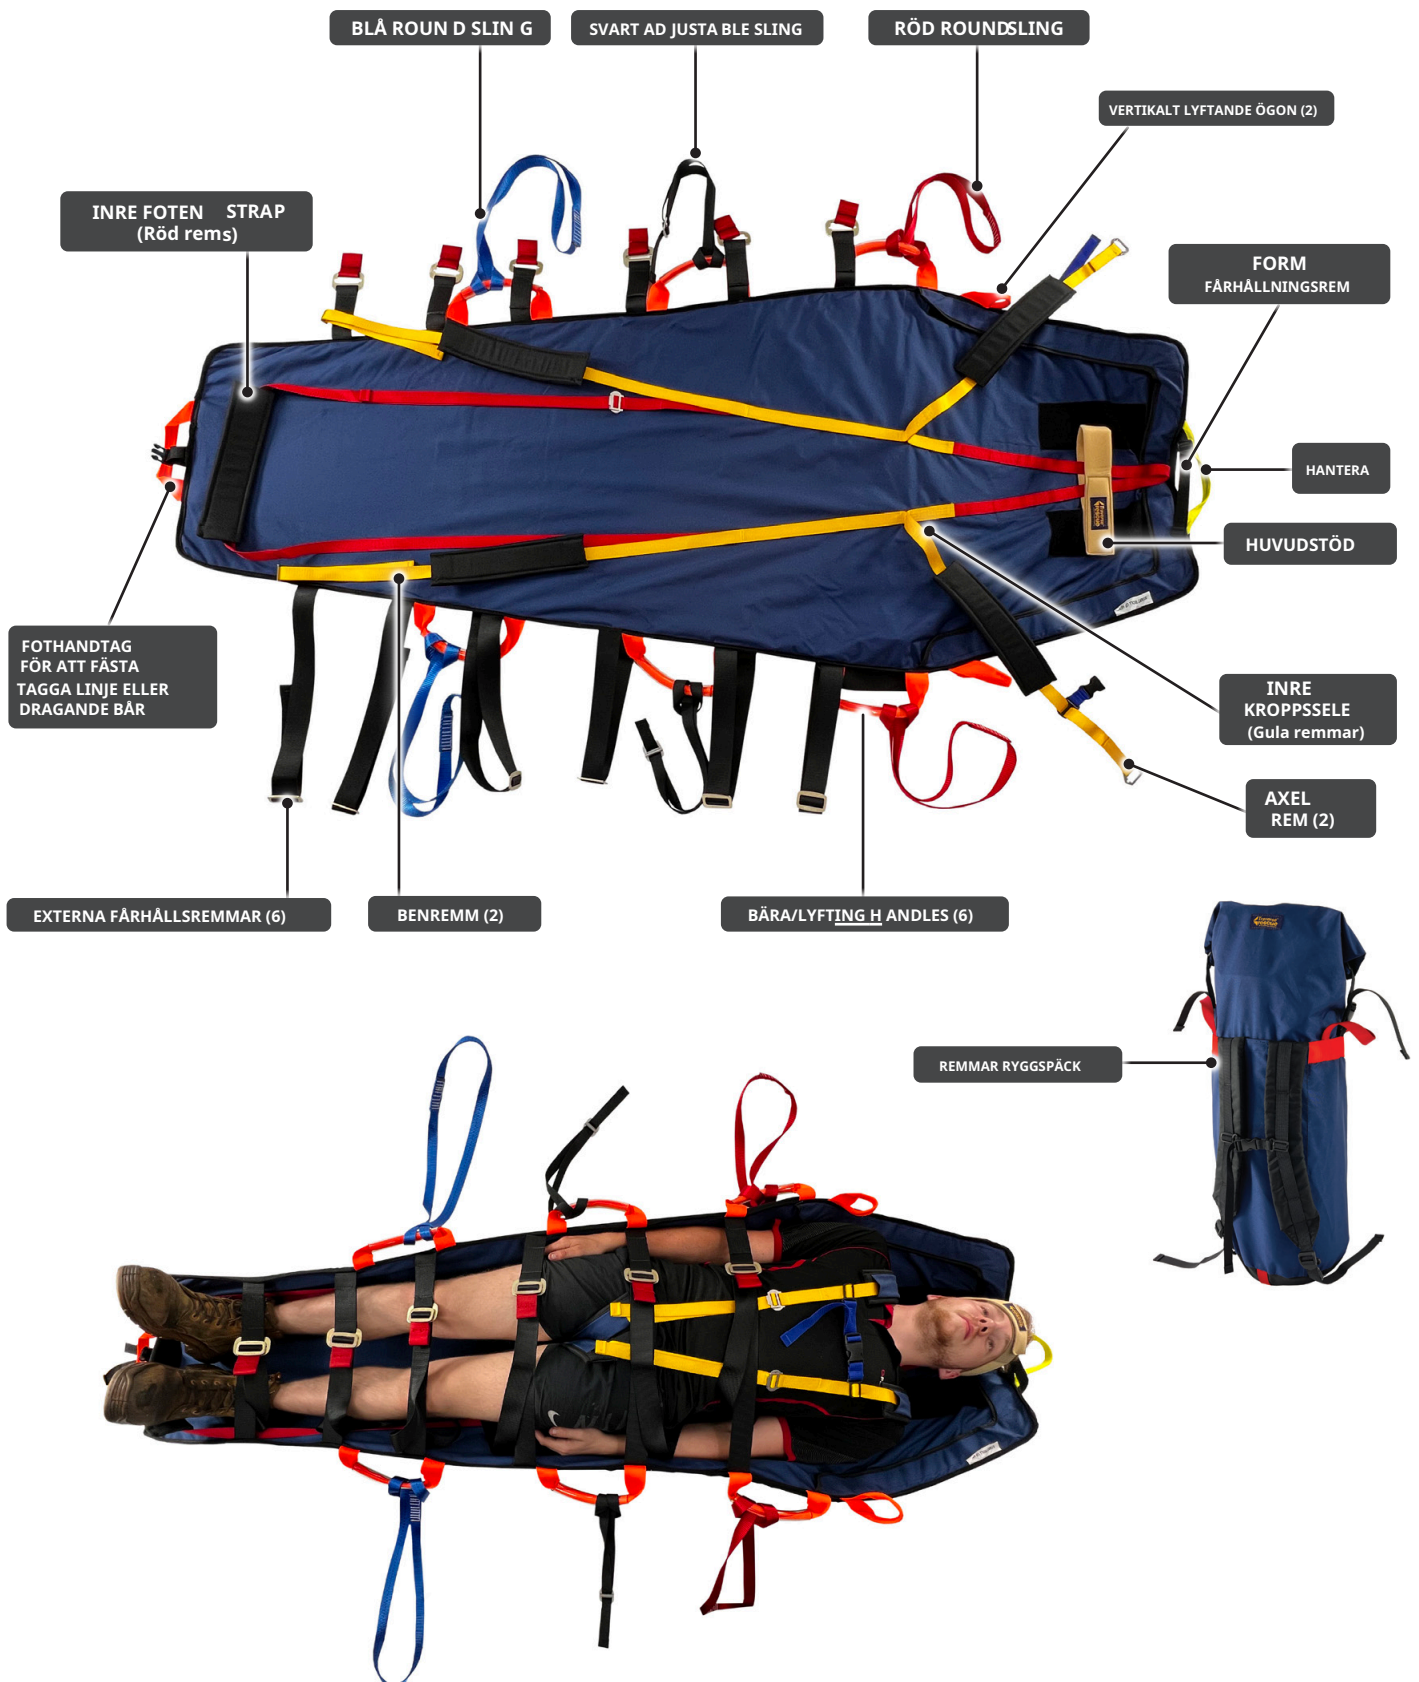 BLÅ ROUN D SLIN G
SVART AD JUSTA BLE SLING
RÖD ROUNDSLING
VERTIKALT LYFTANDE ÖGON (2)
INRE FOTEN STRAP
(Röd rems)
FORM
FÅRHÅLLNINGSREM
HANTERA
HUVUDSTÖD
FOTHANDTAG
FÖR ATT FÄSTA
TAGGA LINJE ELLER
DRAGANDE BÅR
INRE
KROPPSSELE
(Gula remmar)
AXEL
REM (2)
EXTERNA FÅRHÅLLSREMMAR (6)
BENREMM (2)
BÄRA/LYFTING H ANDLES (6)
REMMAR RYGGSPÄCK